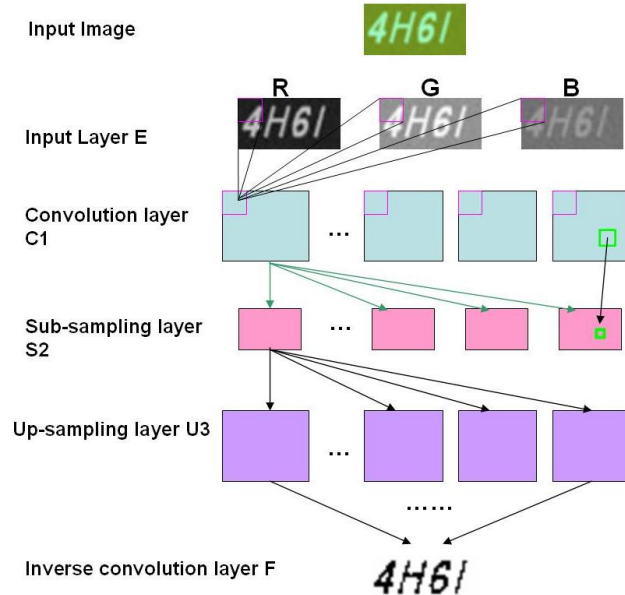 Input Image
4H6I
R G B
Input Layer E
4H6I 4H6I 4H6I
Convolution layer
C1
...
Sub-sampling layer
S2
...
Up-sampling layer U3
...
......
Inverse convolution layer F
4H6I